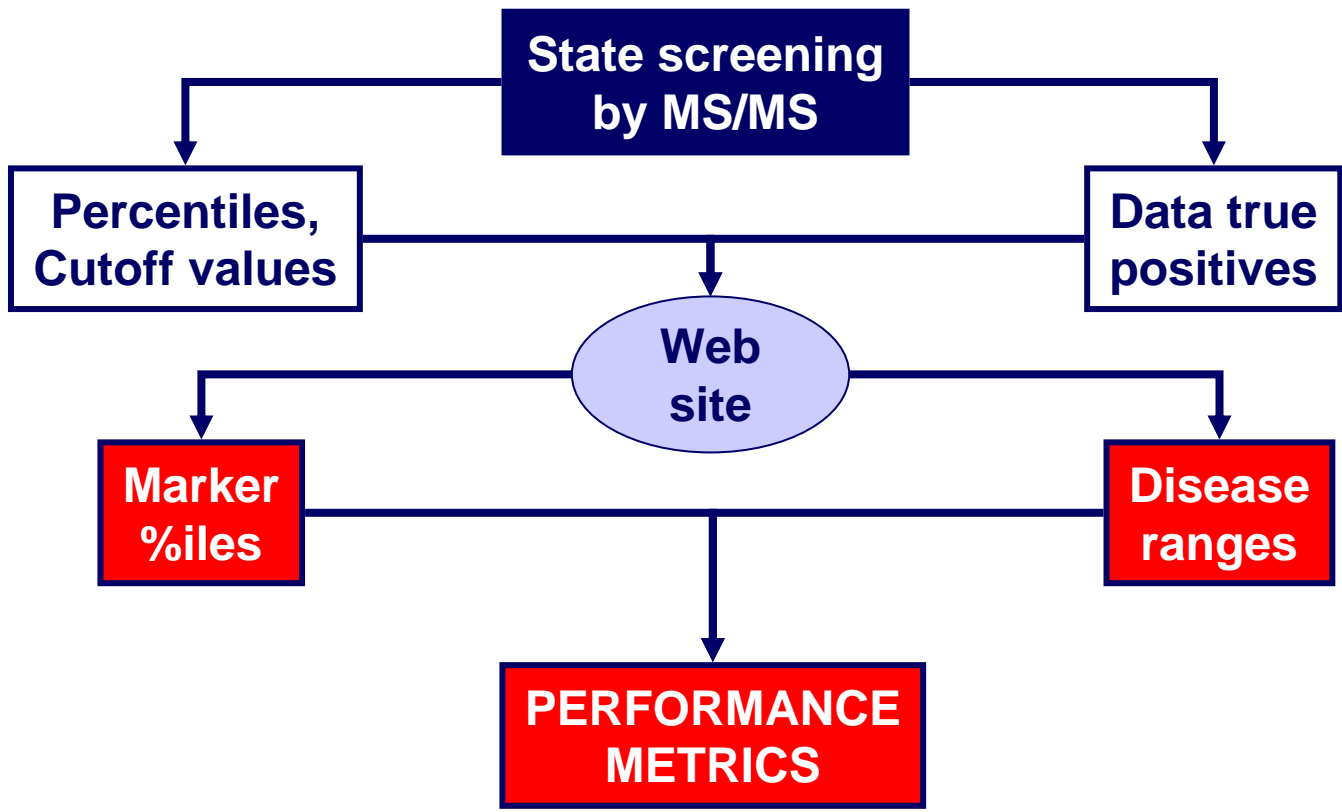 State screening
by MS/MS
Percentiles,
Cutoff values
Data true
positives
Web
site
Marker
%iles
Disease
ranges
PERFORMANCE
METRICS